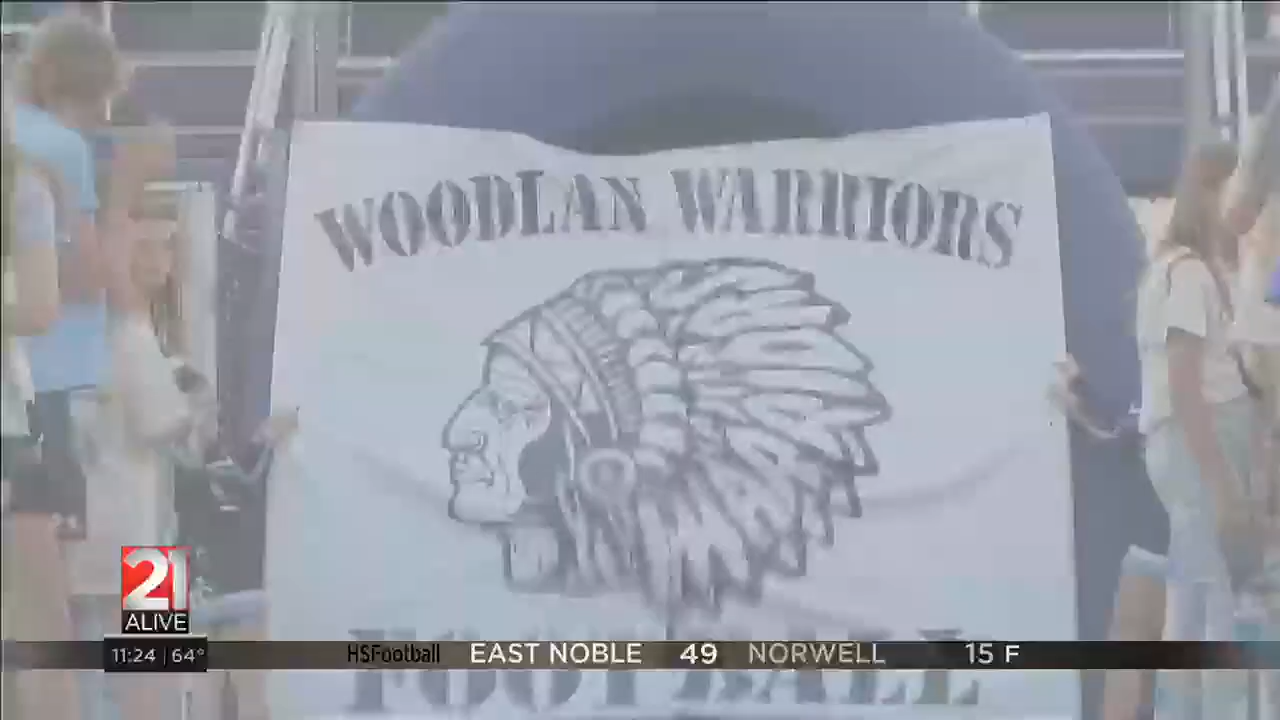 WOODLAN WARRIORS
21
ALIVE
11:24 | 64°
HSFootball EAST NOBLE 49 NORWELL 15 F
FOOTBALL